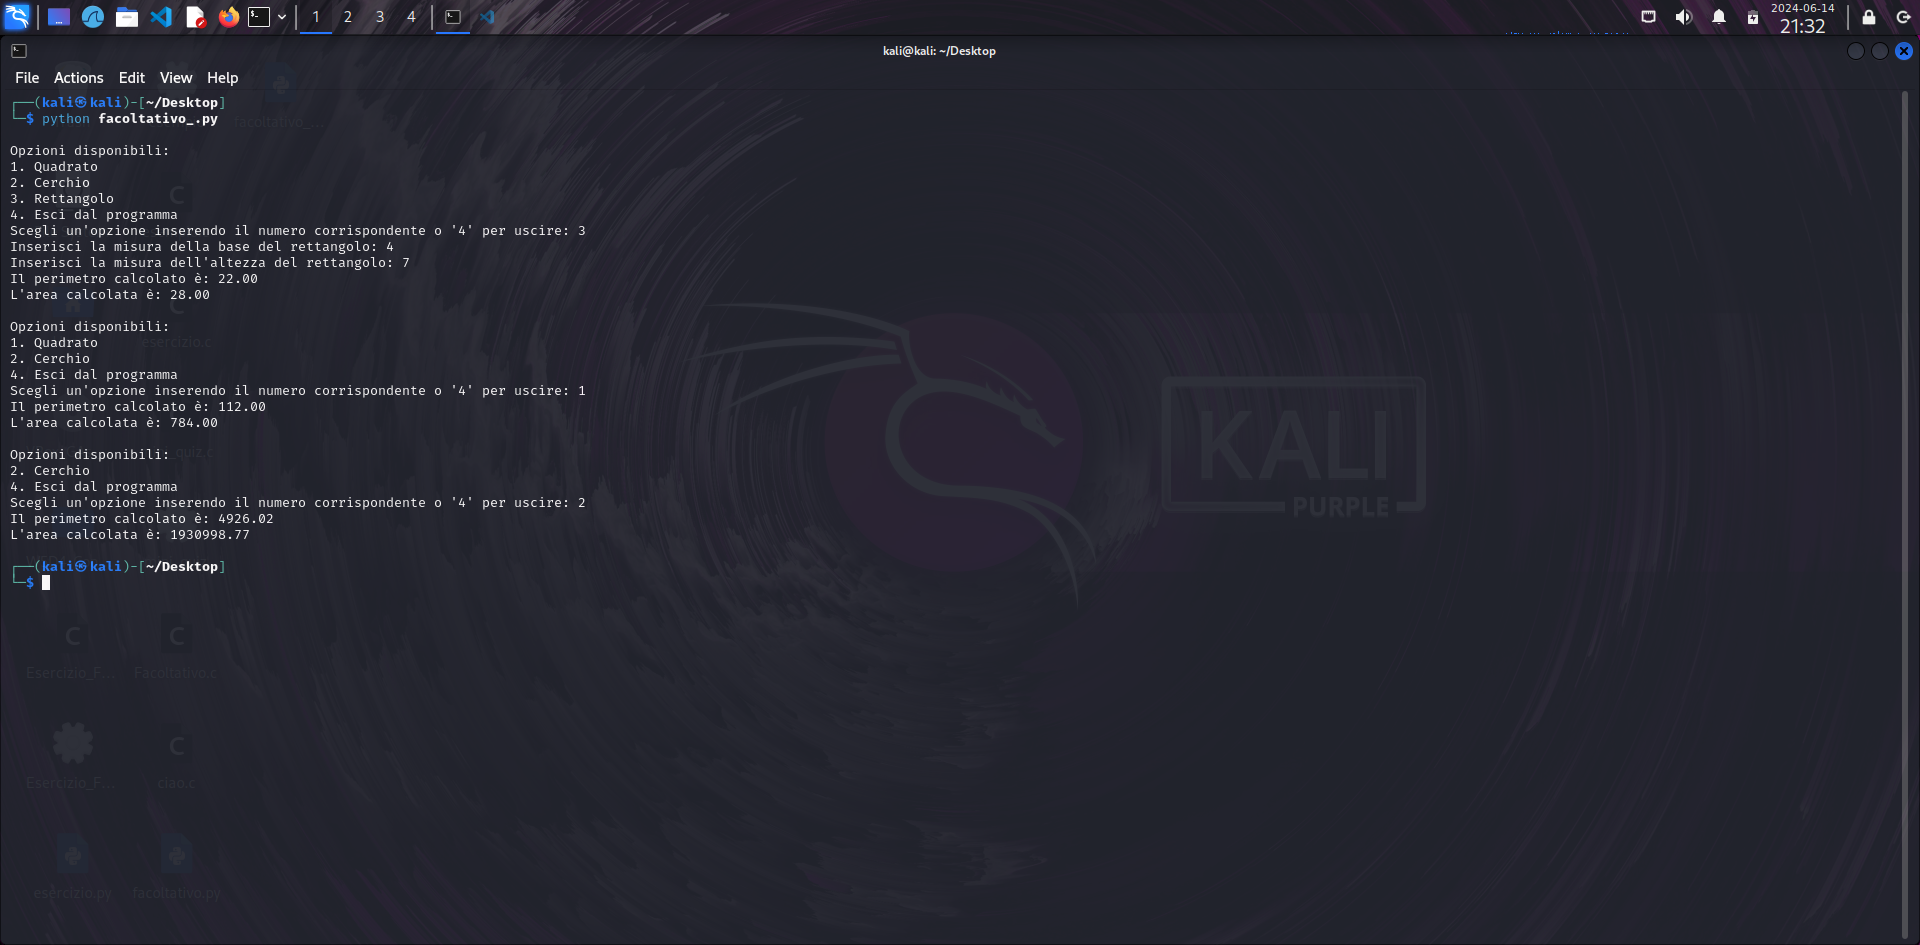 1 2 3 4
2024-06-14
21:32
kali@kali: ~/Desktop
File Actions Edit View Help
┌──(kali㉿kali)-[~/Desktop]
└─$ python facoltativo_.py
facoltativo_...
Opzioni disponibili:
1. Quadrato
2. Cerchio
3. Rettangolo
4. Esci dal programma
Scegli un'opzione inserendo il numero corrispondente o '4' per uscire: 3
Inserisci la misura della base del rettangolo: 4
Inserisci la misura dell'altezza del rettangolo: 7
Il perimetro calcolato è: 22.00
L'area calcolata è: 28.00
Opzioni disponibili:
1. Quadrato
esercizio.c
2. Cerchio
4. Esci dal programma
Scegli un'opzione inserendo il numero corrispondente o '4' per uscire: 1
Il perimetro calcolato è: 112.00
L'area calcolata è: 784.00
Opzioni disponibili:
quiz.c
2. Cerchio
4. Esci dal programma
Scegli un'opzione inserendo il numero corrispondente o '4' per uscire: 2
Il perimetro calcolato è: 4926.02
L'area calcolata è: 1930998.77
┌──(kali㉿kali)-[~/Desktop]
└─$
KALI
PURPLE
C C
Esercizio_F... Facoltativo.c
C
Esercizio_F... ciao.c
esercizio.py facoltativo.py